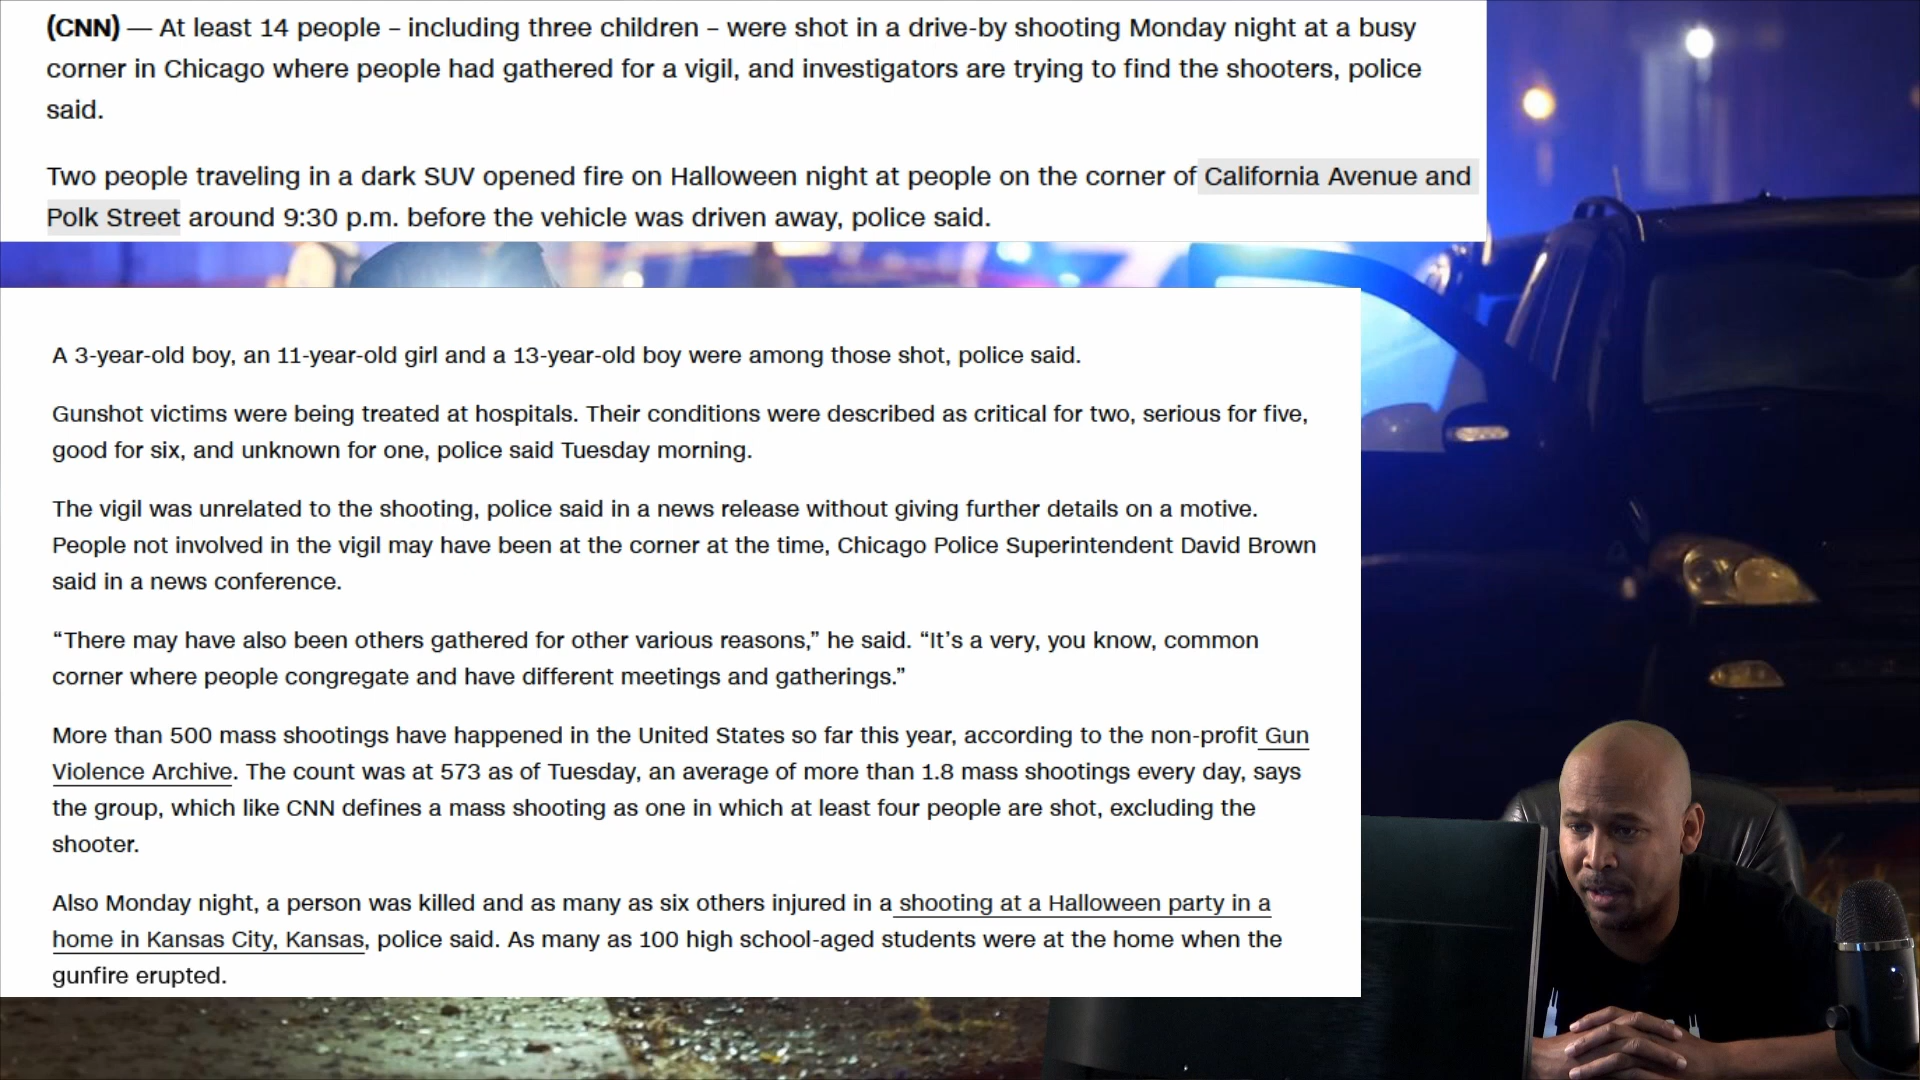 (CNN) — At least 14 people – including three children – were shot in a drive-by shooting Monday night at a busy
corner in Chicago where people had gathered for a vigil, and investigators are trying to find the shooters, police
said.
Two people traveling in a dark SUV opened fire on Halloween night at people on the corner of California Avenue and
Polk Street around 9:30 p.m. before the vehicle was driven away, police said.
A 3-year-old boy, an 11-year-old girl and a 13-year-old boy were among those shot, police said.
Gunshot victims were being treated at hospitals. Their conditions were described as critical for two, serious for five,
good for six, and unknown for one, police said Tuesday morning.
The vigil was unrelated to the shooting, police said in a news release without giving further details on a motive.
People not involved in the vigil may have been at the corner at the time, Chicago Police Superintendent David Brown
said in a news conference.
“There may have also been others gathered for other various reasons,” he said. “It’s a very, you know, common
corner where people congregate and have different meetings and gatherings.”
More than 500 mass shootings have happened in the United States so far this year, according to the non-profit Gun
Violence Archive. The count was at 573 as of Tuesday, an average of more than 1.8 mass shootings every day, says
the group, which like CNN defines a mass shooting as one in which at least four people are shot, excluding the
shooter.
Also Monday night, a person was killed and as many as six others injured in a shooting at a Halloween party in a
home in Kansas City, Kansas, police said. As many as 100 high school-aged students were at the home when the
gunfire erupted.